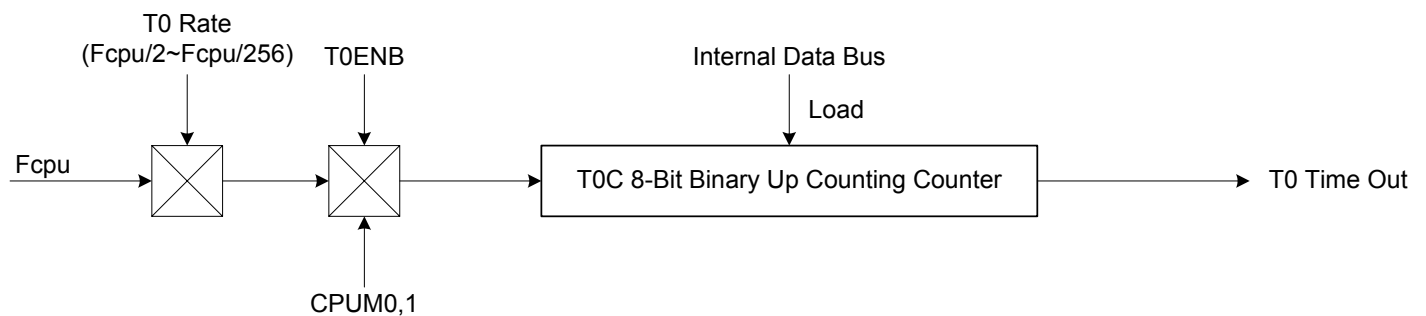 T0 Rate
(Fcpu/2~Fcpu/256)
T0ENB
Internal Data Bus
Load
Fcpu
T0C 8-Bit Binary Up Counting Counter
T0 Time Out
CPUM0,1